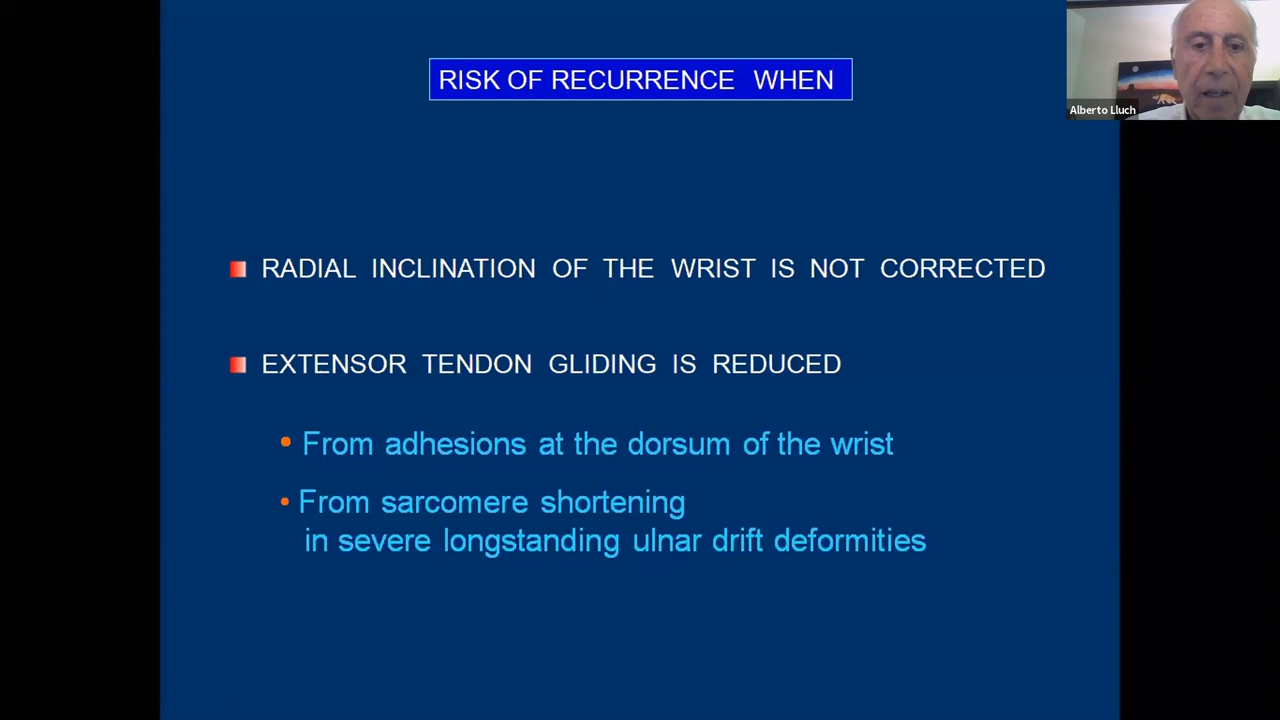 RISK OF RECURRENCE WHEN
Alberto Lluch
RADIAL INCLINATION OF THE WRIST IS NOT CORRECTED
EXTENSOR TENDON GLIDING IS REDUCED
From adhesions at the dorsum of the wrist
From sarcomere shortening
in severe longstanding ulnar drift deformities